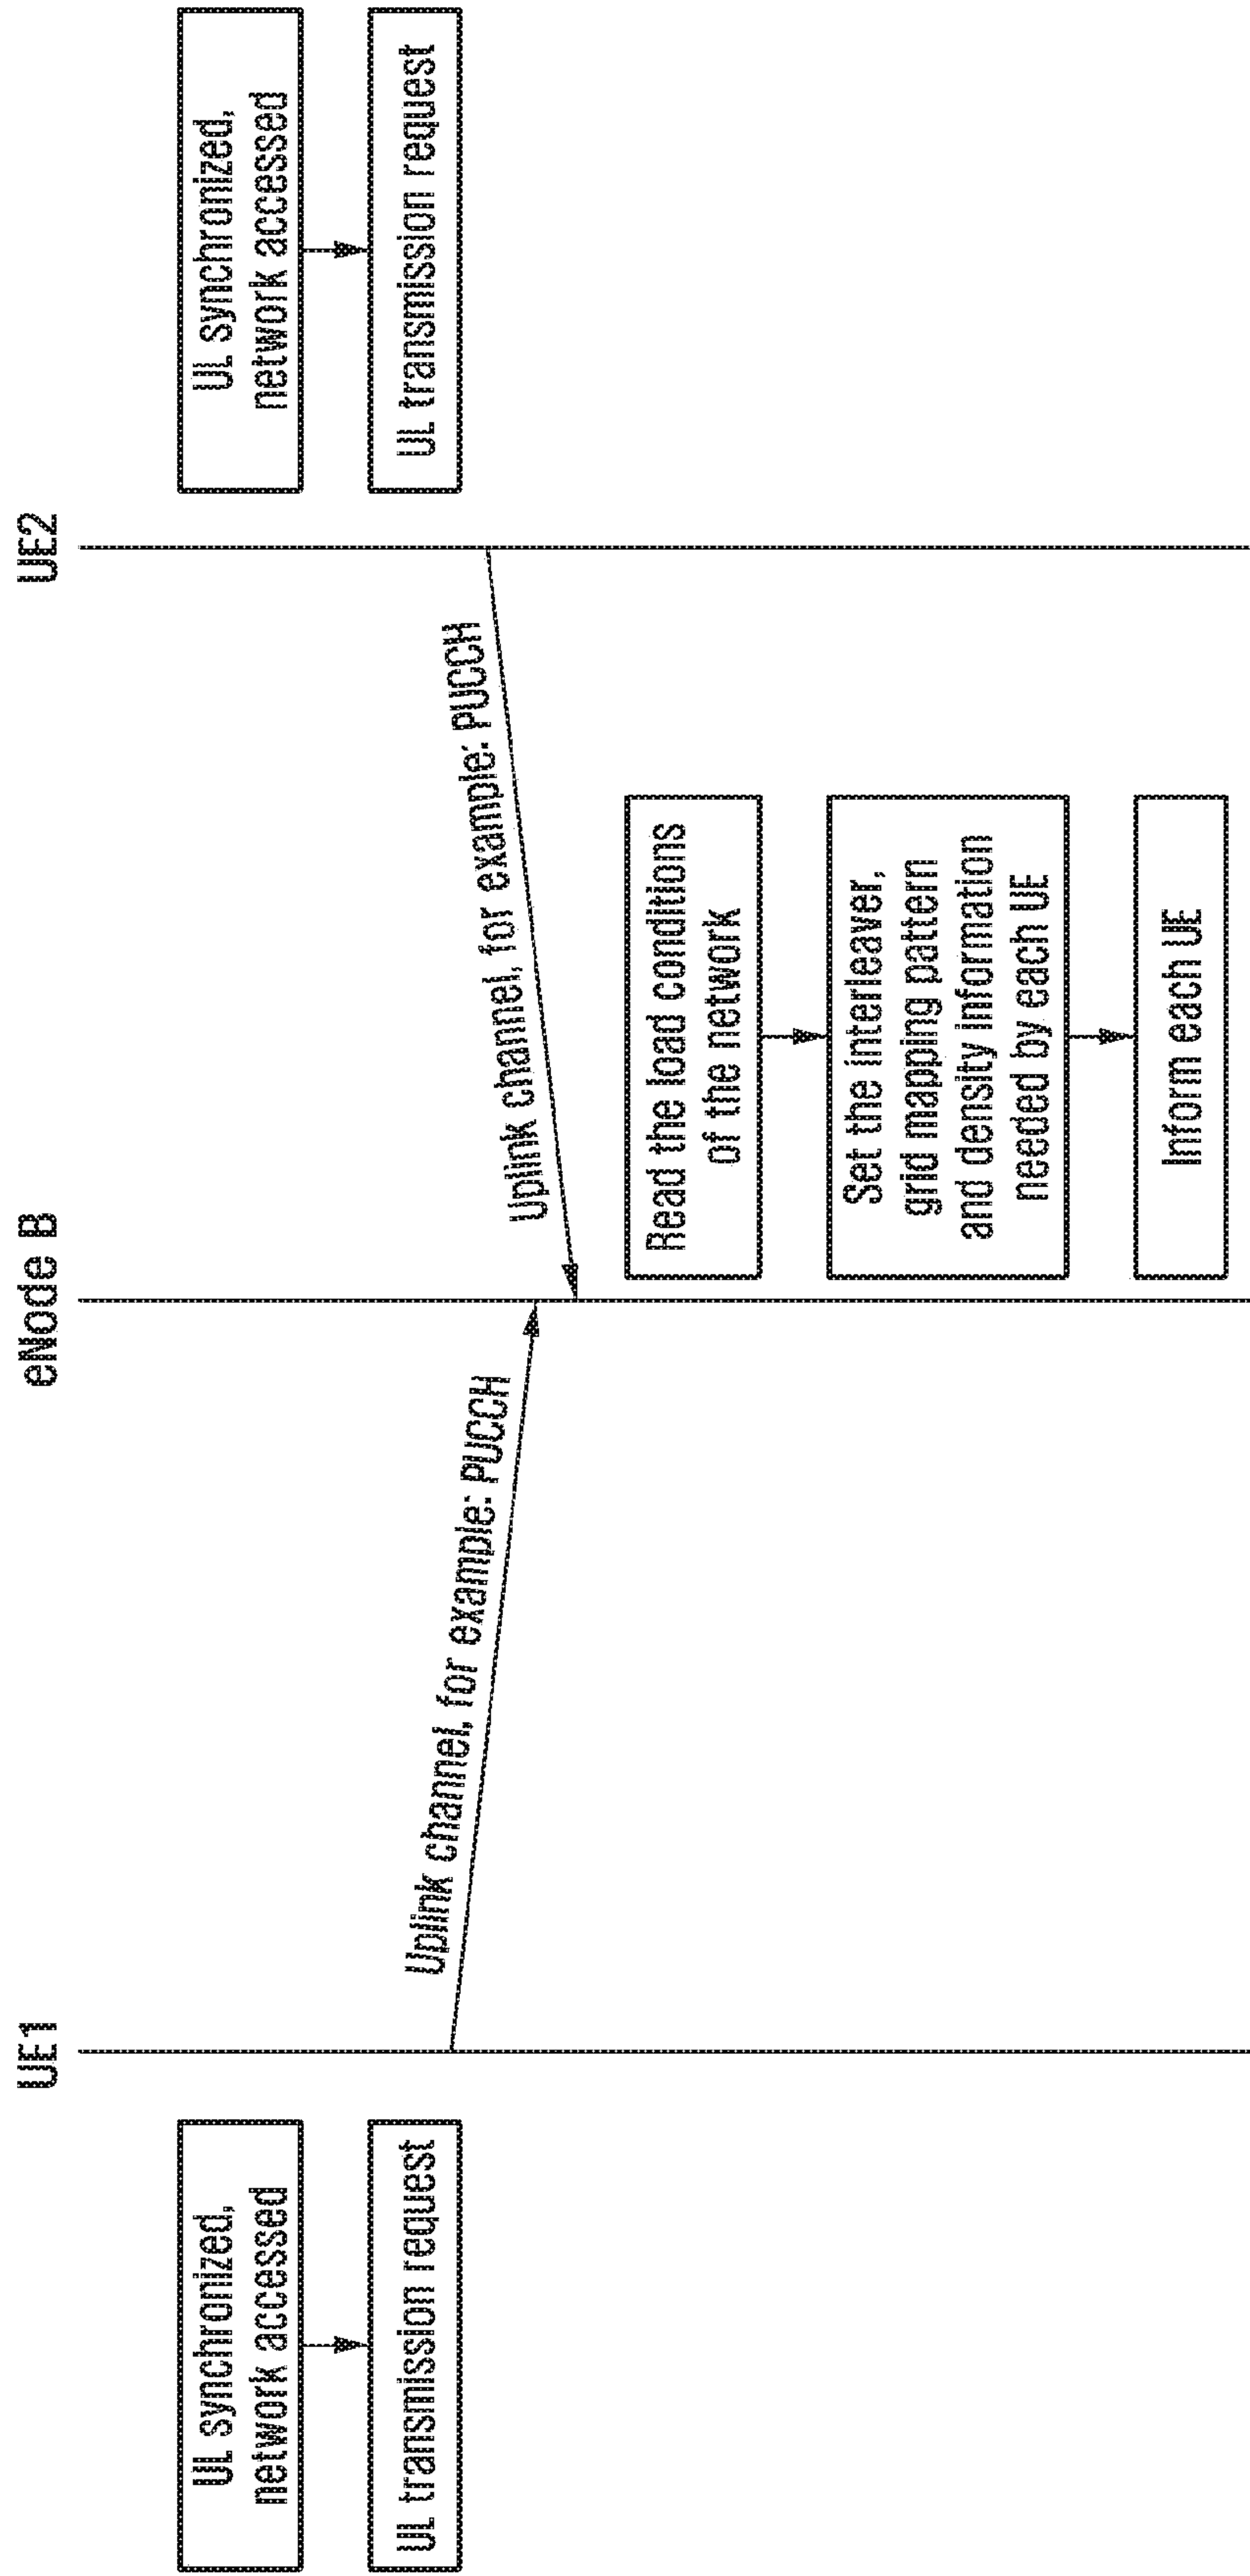 UE1
eNode B
UE2
UL synchronized,
network accessed
UL transmission request
UL synchronized,
network accessed
UL transmission request
Uplink channel, for example: PUCCH
Uplink channel, for example: PUCCH
Read the load conditions
of the network
Set the interleaver,
grid mapping pattern
and density information
needed by each UE
Inform each UE